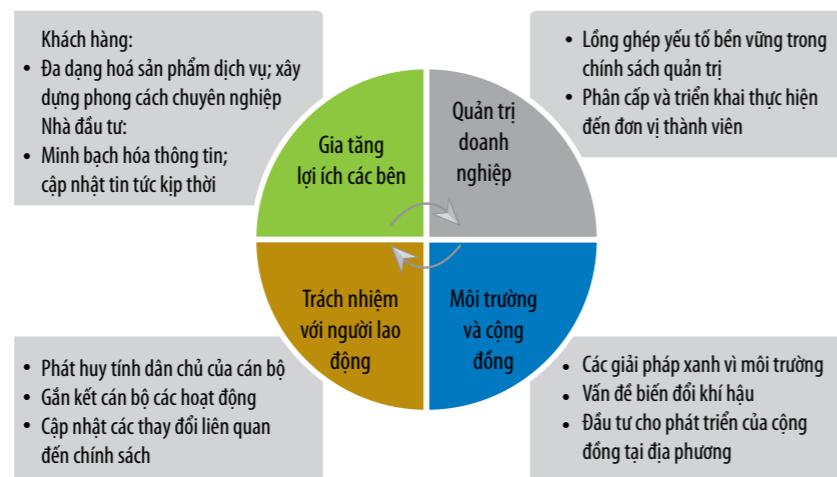 Khách hàng:
• Đa dạng hoá sản phẩm dịch vụ; xây
dựng phong cách chuyên nghiệp
Nhà đầu tư:
• Minh bạch hóa thông tin;
cập nhật tin tức kịp thời
Gia tăng
lợi ích các bên
Quản trị
doanh
nghiệp
• Lồng ghép yếu tố bền vững trong
chính sách quản trị
• Phân cấp và triển khai thực hiện
đến đơn vị thành viên
• Phát huy tính dân chủ của cán bộ
• Gắn kết cán bộ các hoạt động
• Cập nhật các thay đổi liên quan
đến chính sách
Trách nhiệm
với người lao
động
Môi trường
và cộng
đồng
• Các giải pháp xanh vì môi trường
• Vấn đề biến đổi khí hậu
• Đầu tư cho phát triển của cộng
đồng tại địa phương